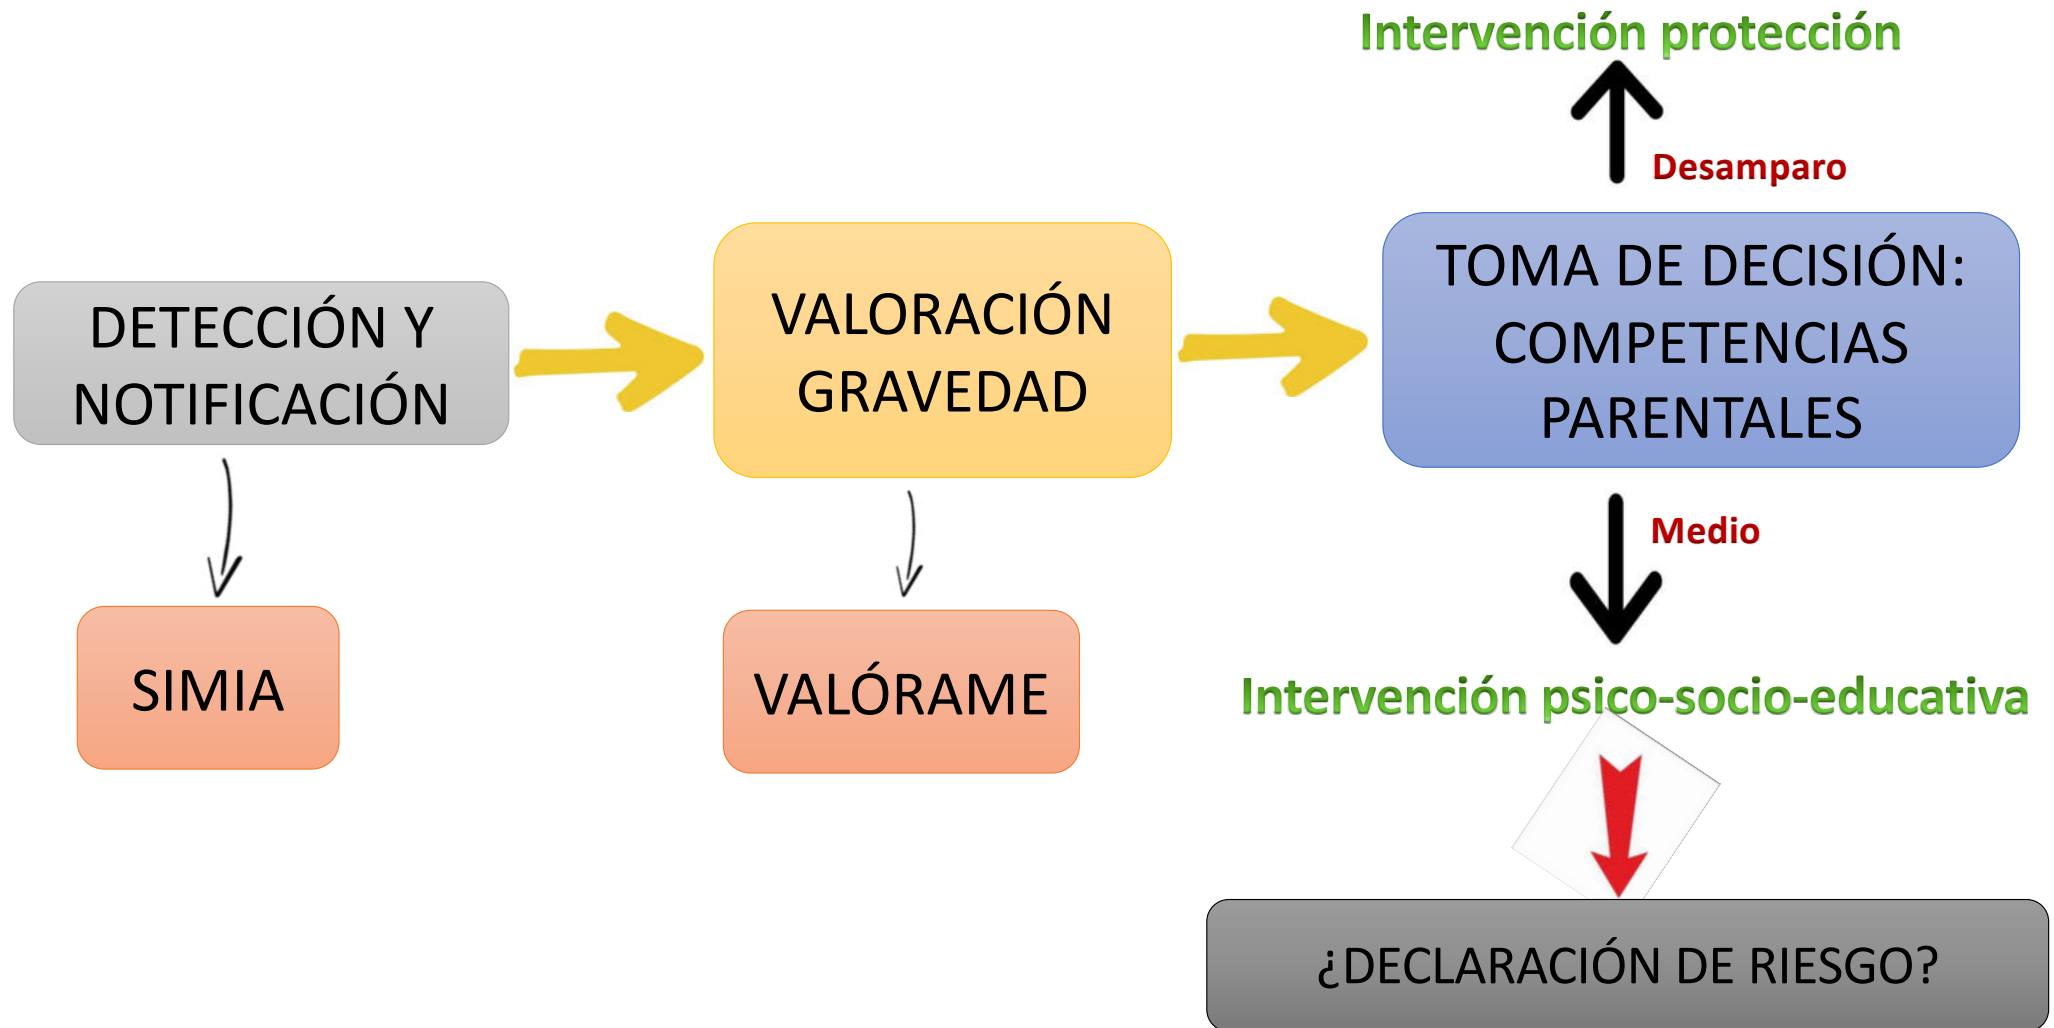 Intervención protección
Desamparo
DETECCIÓN Y
NOTIFICACIÓN
VALORACIÓN
GRAVEDAD
TOMA DE DECISIÓN:
COMPETENCIAS
PARENTALES
Medio
SIMIA
VALÓRAME
Intervención psico-socio-educativa
¿DECLARACIÓN DE RIESGO?